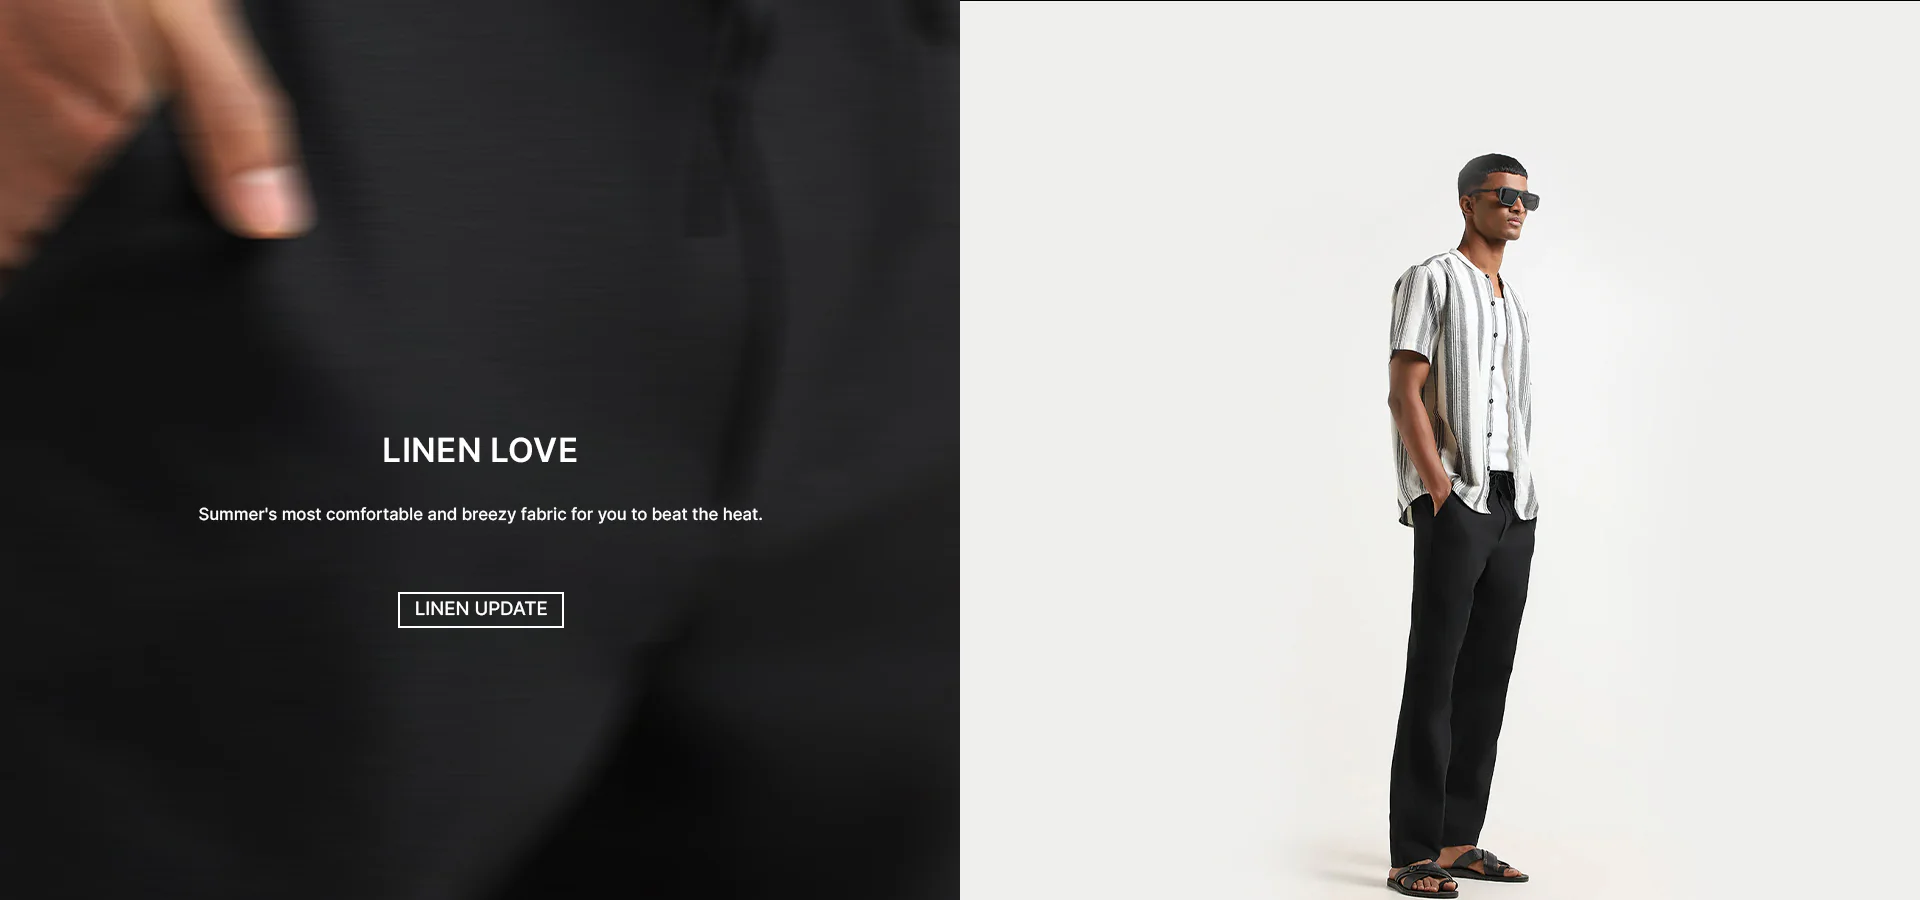 LINEN LOVE
Summer's most comfortable and breezy fabric for you to beat the heat.
LINEN UPDATE